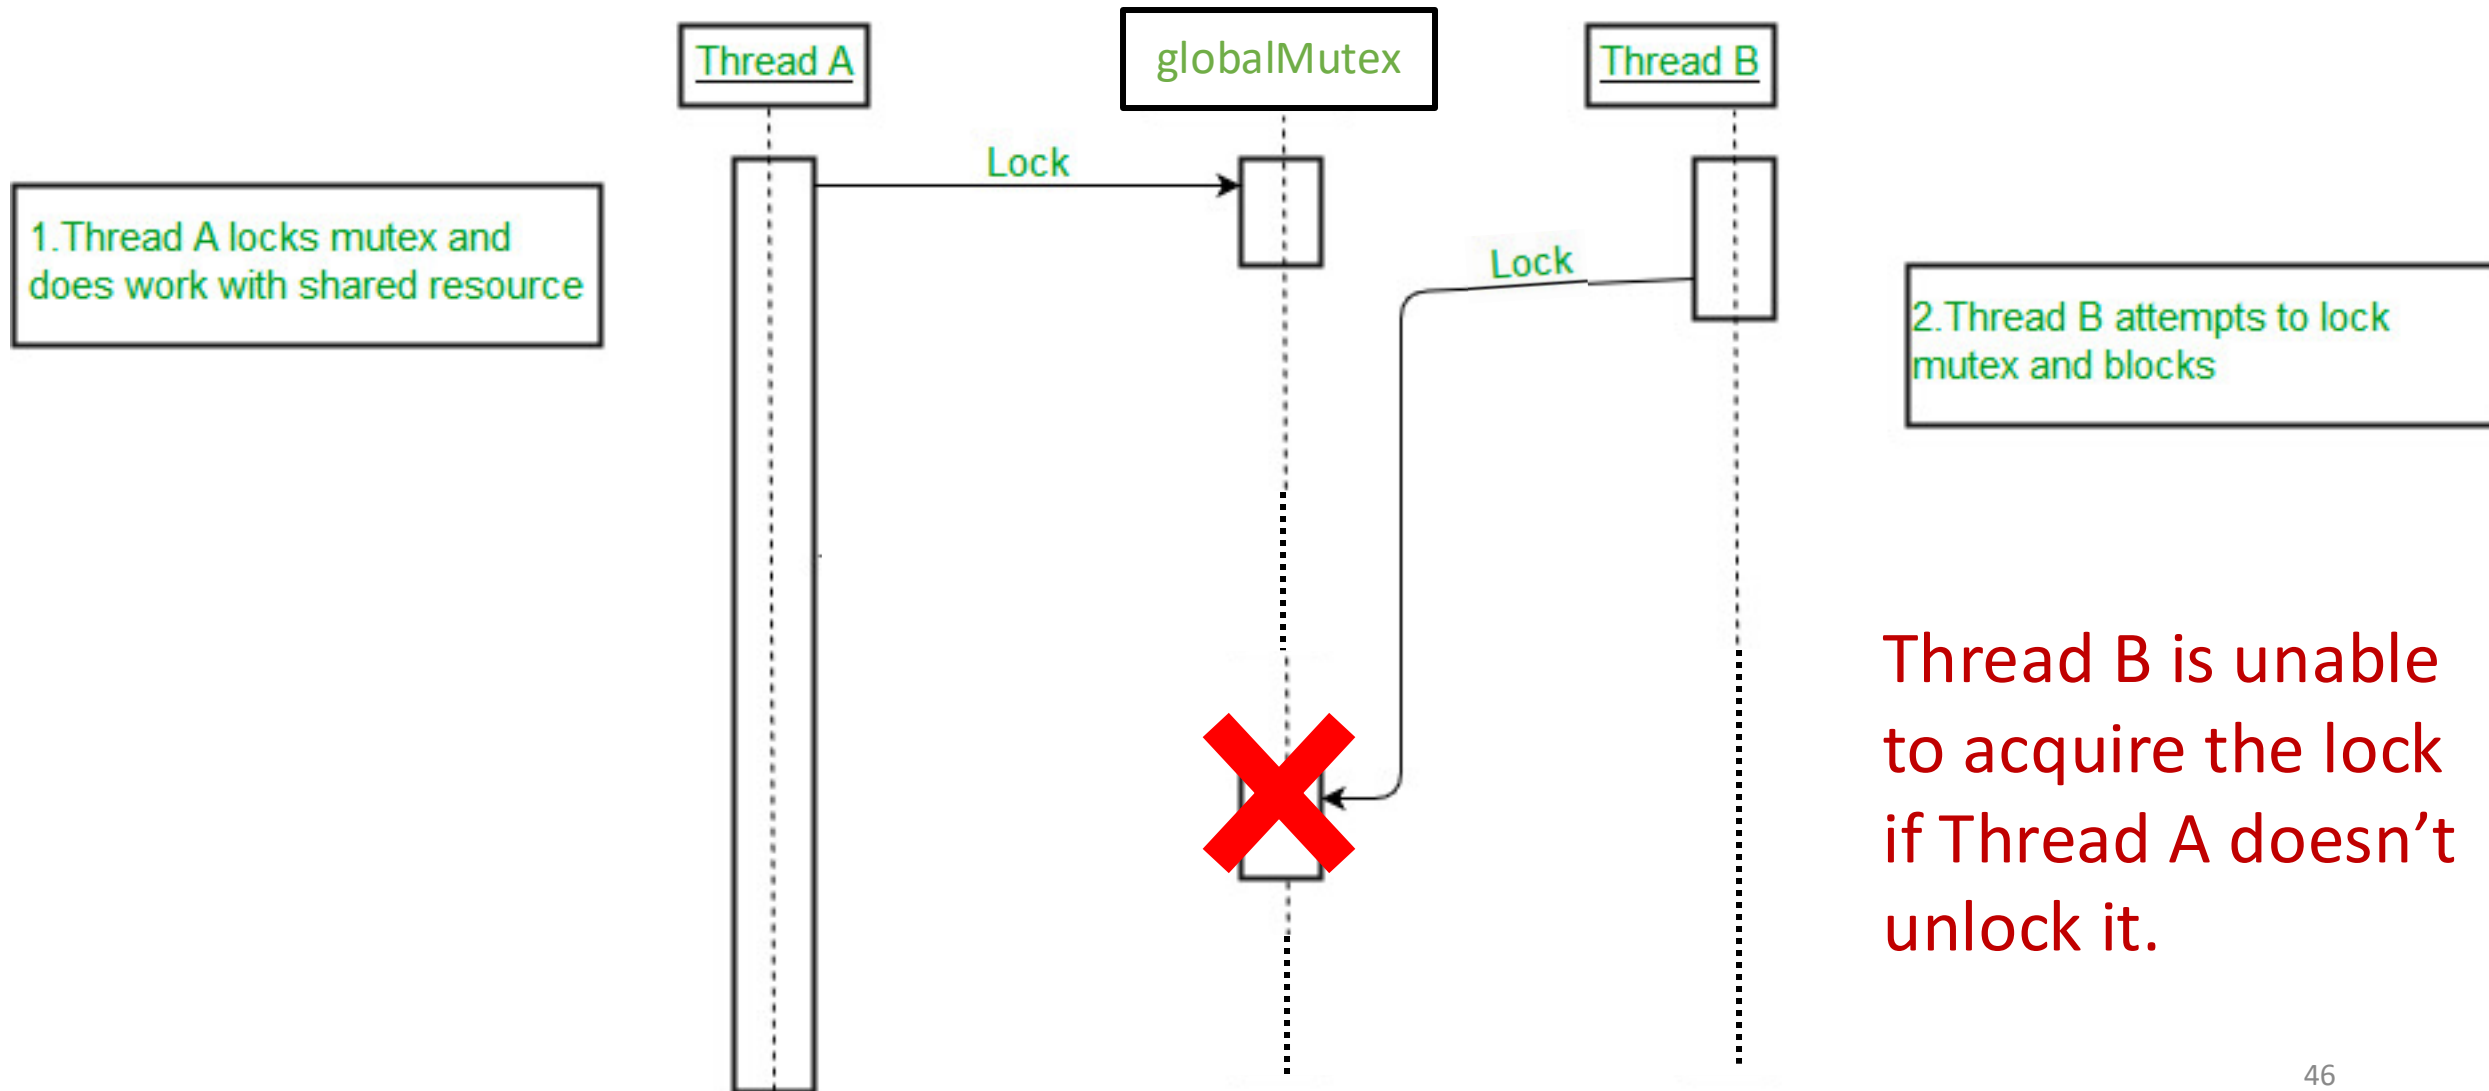 Thread A
globalMutex
Thread B
Lock
1.Thread A locks mutex and
does work with shared resource
Lock
2.Thread B attempts to lock
mutex and blocks
Thread B is unable
to acquire the lock
if Thread A doesn’t
unlock it.
46